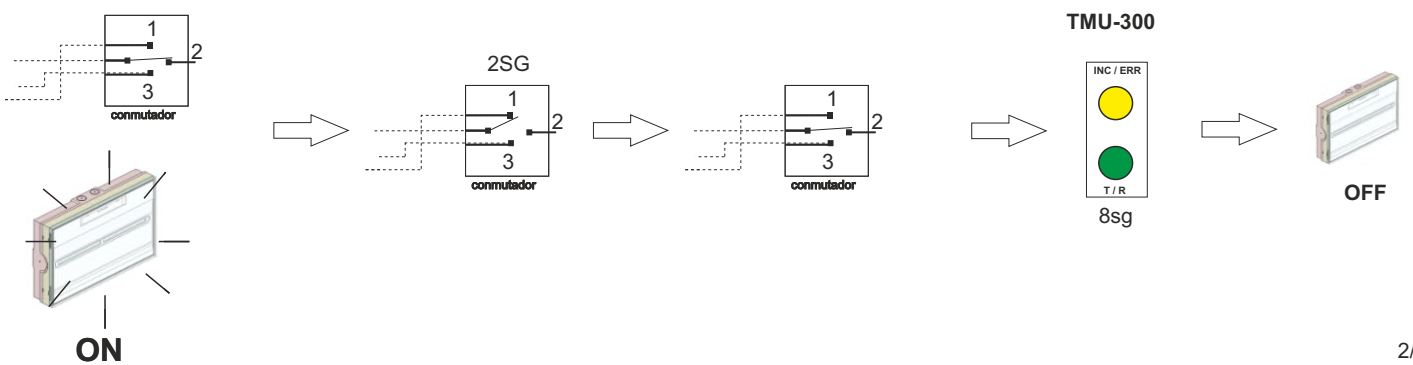 1
2
3
conmutador
ON
2SG
1
2
3
conmutador
1
2
3
conmutador
TMU-300
INC / ERR
T / R
8sg
OFF
2/